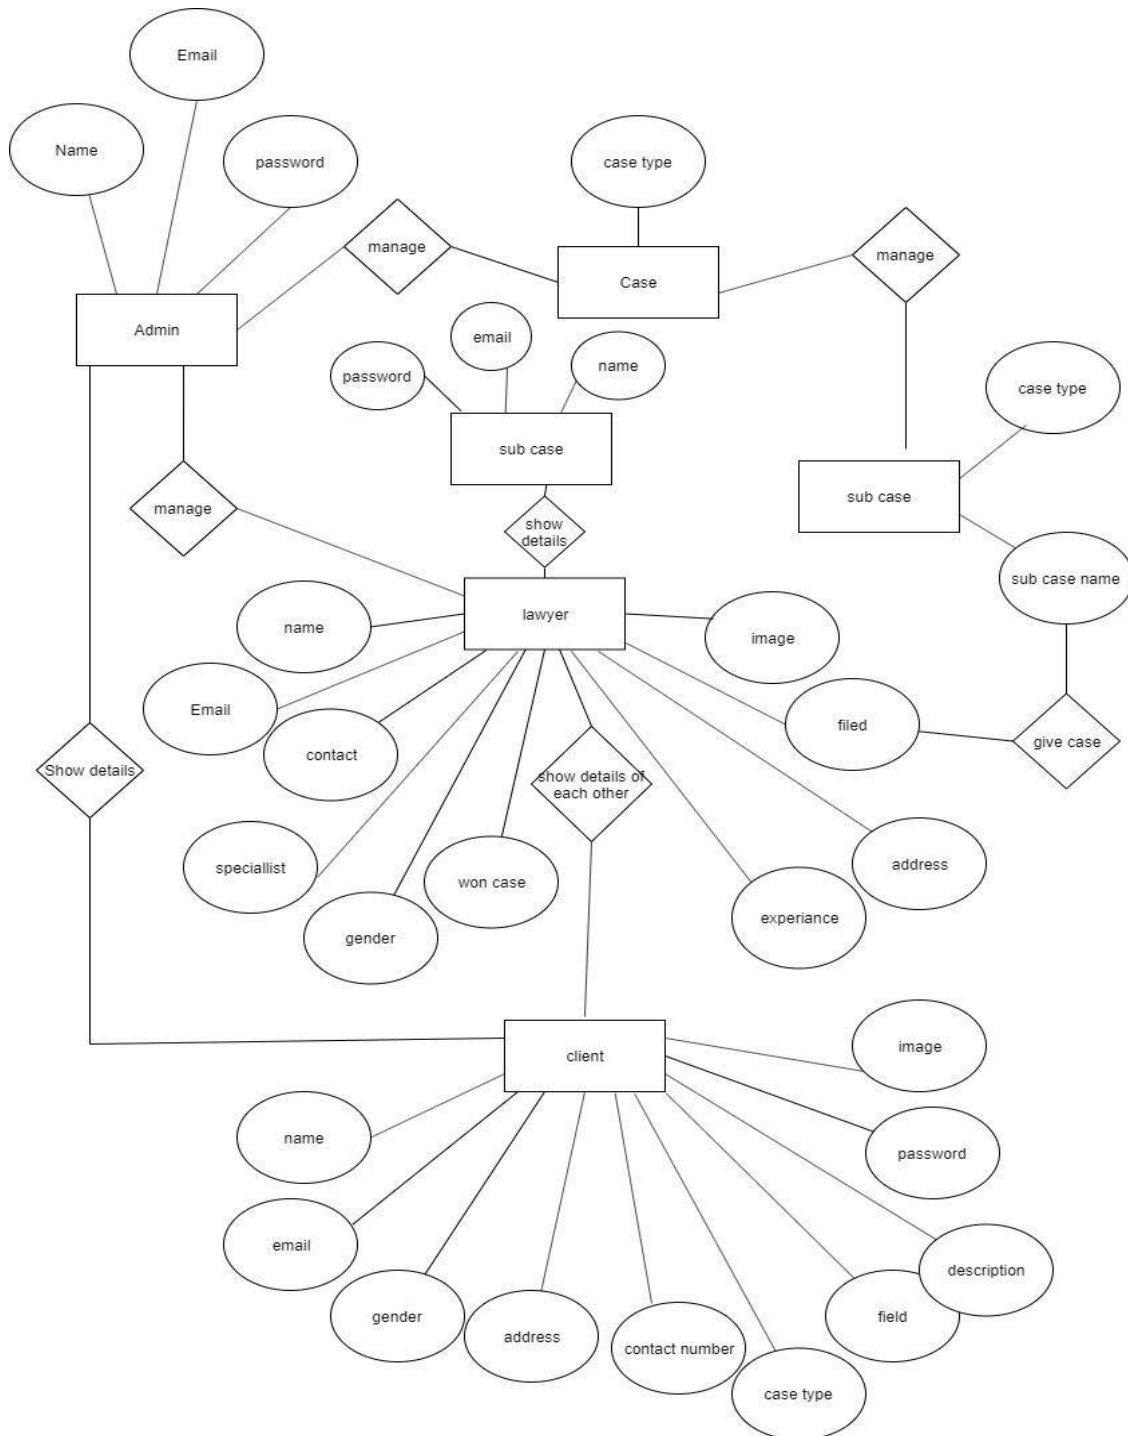 Email
Name
password
case type
manage
manage
Case
Admin
email
name
password
case type
sub case
sub case
manage
show
details
sub case name
lawyer
name
image
Email
filed
contact
give case
Show details
show details of
each other
speciallist
won case
address
gender
experiance
client
image
name
password
email
description
gender
field
address
contact number
case type